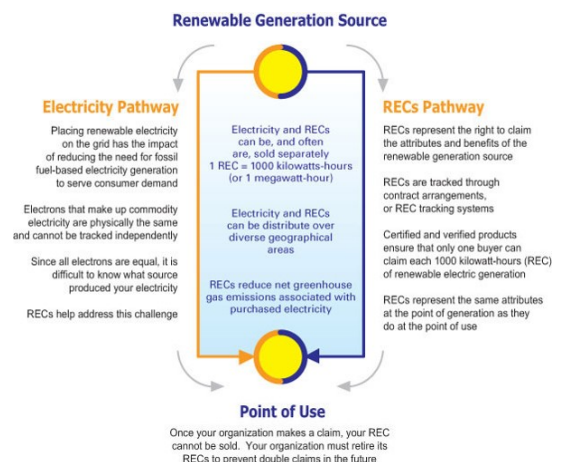 Renewable Generation Source
Electricity Pathway
Placing renewable electricity
on the grid has the impact
of reducing the need for fossil
fuel-based electricity generation
to serve consumer demand
Electrons that make up commodity
electricity are physically the same
and cannot be tracked independently
Since all electrons are equal, it is
difficult to know what source
produced your electricity
RECs help address this challenge
Electricity and RECs
can be, and often
are, sold separately
1 REC = 1000 kilowatts-hours
(or 1 megawatt-hour)
Electricity and RECs
can be distribute over
diverse geographical
areas
RECs reduce net greenhouse
gas emissions associated with
purchased electricity
RECs Pathway
RECs represent the right to claim
the attributes and benefits of the
renewable generation source
RECs are tracked through
contract arrangements,
or REC tracking systems
Certified and verified products
ensure that only one buyer can
claim each 1000 kilowatt-hours (REC)
of renewable electric generation
RECs represent the same attributes
at the point of generation as they
do at the point of use
Point of Use
Once your organization makes a claim, your REC
cannot be sold. Your organization must retire its
RECs to prevent double claims in the future